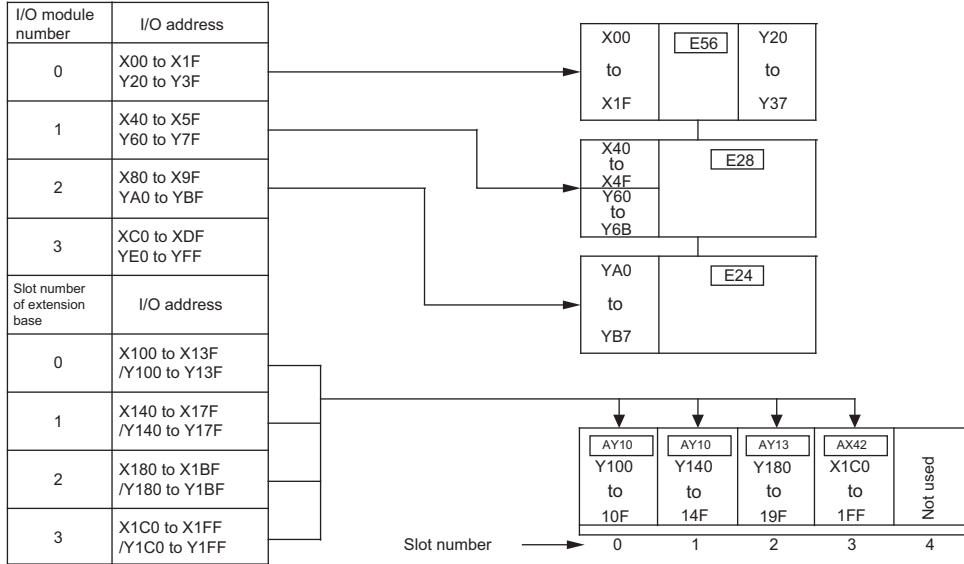 I/O module
number
I/O address
0
X00 to X1F
Y20 to Y3F
1
X40 to X5F
Y60 to Y7F
2
X80 to X9F
YA0 to YBF
3
XC0 to XDF
YE0 to YFF
Slot number
of extension
base
I/O address
0
X100 to X13F
/Y100 to Y13F
1
X140 to X17F
/Y140 to Y17F
2
X180 to X1BF
/Y180 to Y1BF
3
X1C0 to X1FF
/Y1C0 to Y1FF
X00
to
X1F
E56
Y20
to
Y37
X40
to
X4F
Y60
to
Y6B
E28
YA0
to
YB7
E24
AY10
Y100
to
10F
AY10
Y140
to
14F
AY13
Y180
to
19F
AX42
X1C0
to
1FF
Not used
Slot number
0 1 2 3 4